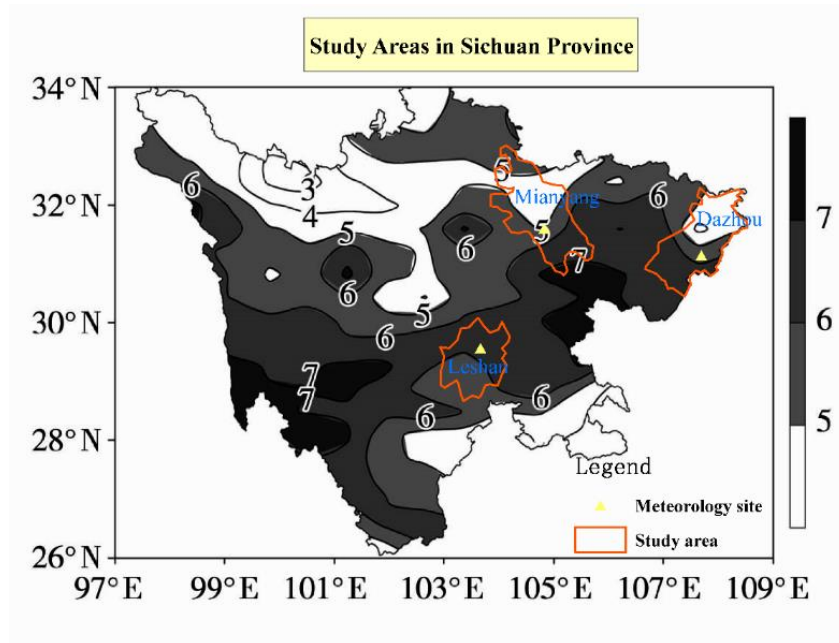 Study Areas in Sichuan Province
34° N
32° N
30° N
28° N
26° N
97° E
99° E
101° E
103° E
105° E
107° E
109° E
6
3
4
5
6
6
5
6
5
Mianyang
5
7
6
Dazhou
6
7
7
Leshan
6
6
7
6
5
Legend
Meteorology site
Study area